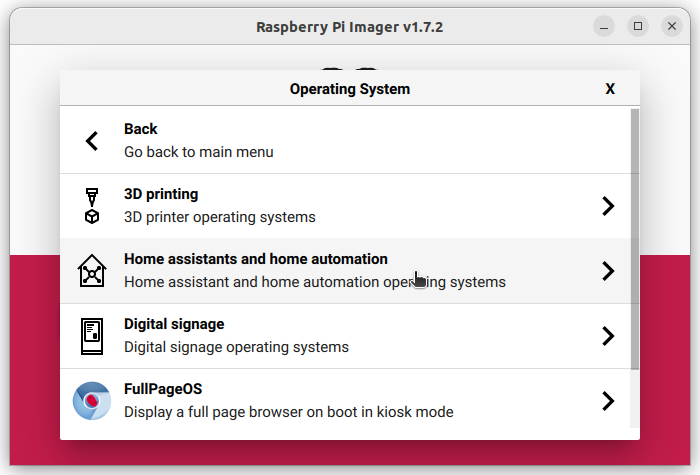 Raspberry Pi Imager v1.7.2
Operating System
X
Back
Go back to main menu
3D printing
3D printer operating systems
Home assistants and home automation
Home assistant and home automation operating systems
Digital signage
Digital signage operating systems
FullPageOS
Display a full page browser on boot in kiosk mode